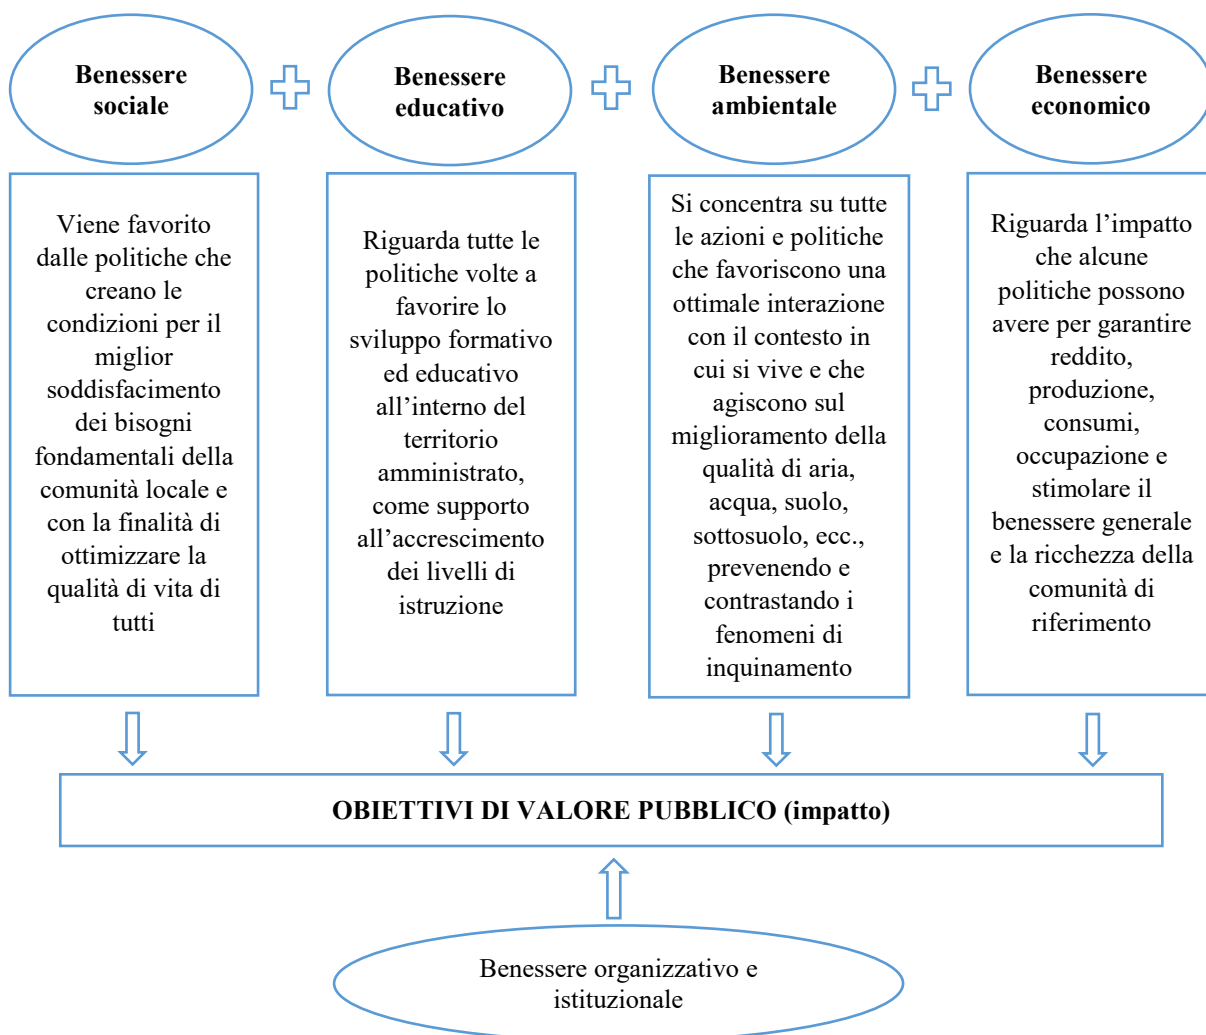 Benessere
sociale
Benessere
educativo
Benessere
ambientale
Benessere
economico
Viene favorito
dalle politiche che
creano le
condizioni per il
miglior
soddisfacimento
dei bisogni
fondamentali della
comunità locale e
con la finalità di
ottimizzare la
qualità di vita di
tutti
Riguarda tutte le
politiche volte a
favorire lo
sviluppo formativo
ed educativo
all’interno del
territorio
amministrato,
come supporto
all’accrescimento
dei livelli di
istruzione
Si concentra su tutte
le azioni e politiche
che favoriscono una
ottimale interazione
con il contesto in
cui si vive e che
agiscono sul
miglioramento della
qualità di aria,
acqua, suolo,
sottosuolo, ecc.,
prevenendo e
contrastando i
fenomeni di
inquinamento
Riguarda l’impatto
che alcune
politiche possono
avere per garantire
reddito,
produzione,
consumi,
occupazione e
stimolare il
benessere generale
e la ricchezza della
comunità di
riferimento
OBIETTIVI DI VALORE PUBBLICO (impatto)
Benessere organizzativo e
istituzionale